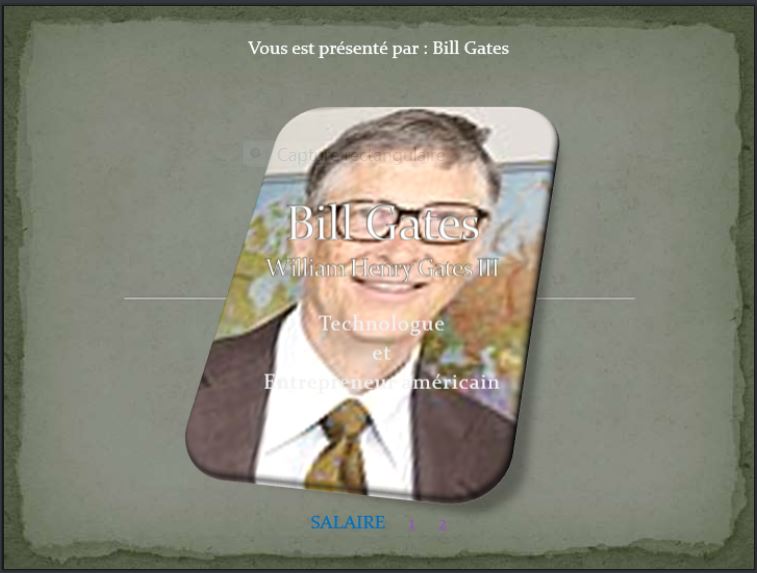 Vous est présenté par : Bill Gates
Capture rectangulaire
Bill Gates
William Henry Gates III
Technologue
et
Entrepreneur américain
SALAIRE 1 2